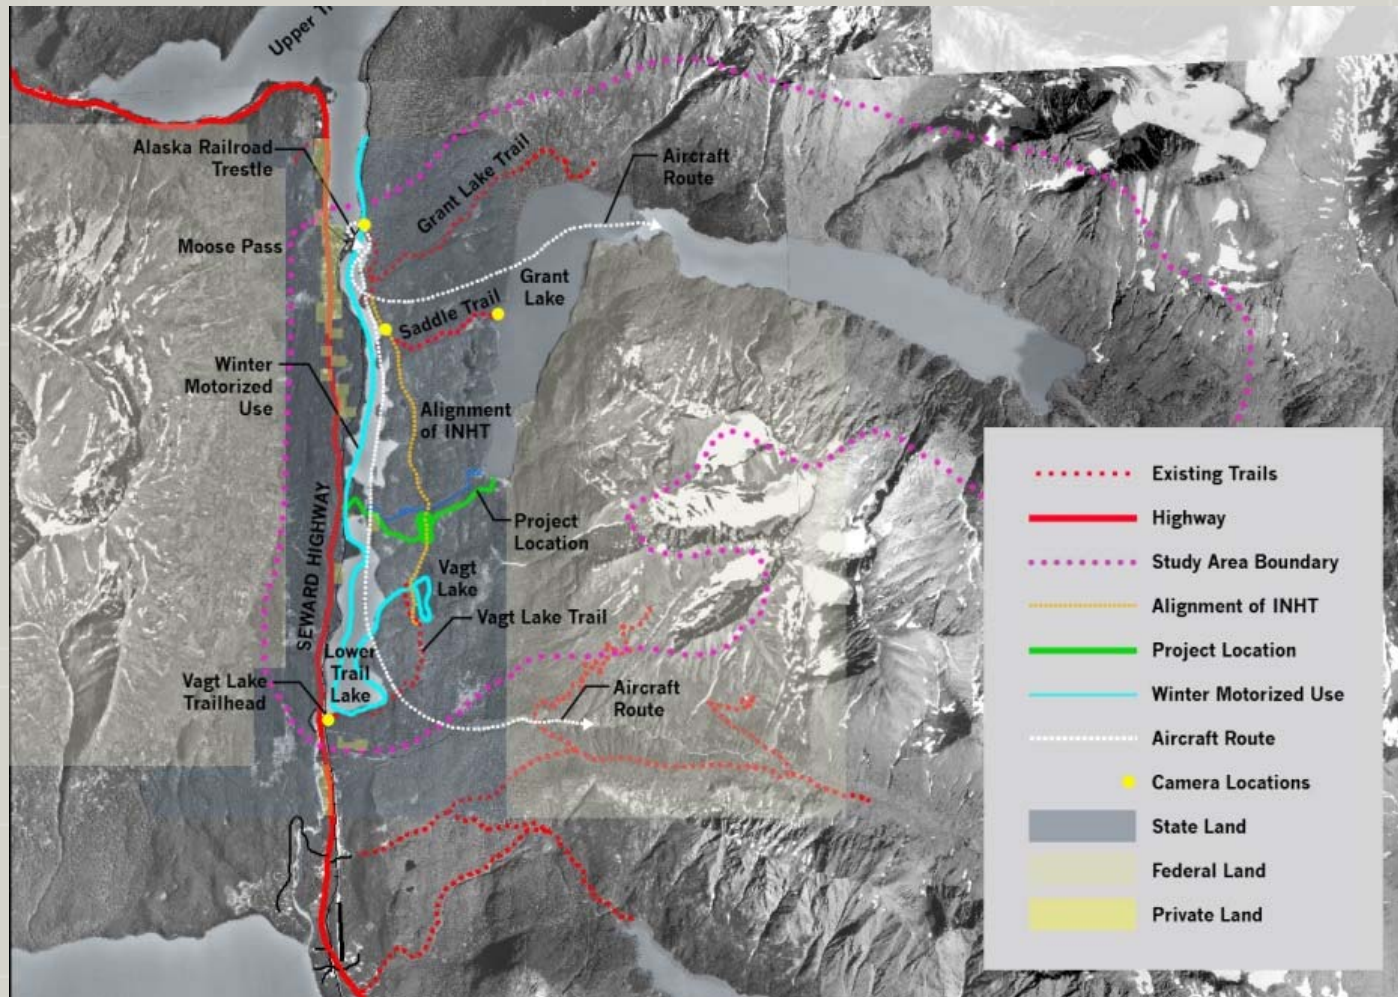 Upper
Alaska Railroad
Trestle
Grant Lake Trail
Aircraft
Route
Moose Pass
Grant
Lake
Saddle Trail
Winter
Motorized
Use
Alignment
of INHT
SEWARD HIGHWAY
Project
Location
Vagt
Lake
Vagt Lake Trail
Lower
Trail
Lake
Vagt Lake
Trailhead
Aircraft
Route
Existing Trails
Highway
Study Area Boundary
Alignment of INHT
Project Location
Winter Motorized Use
Aircraft Route
Camera Locations
State Land
Federal Land
Private Land